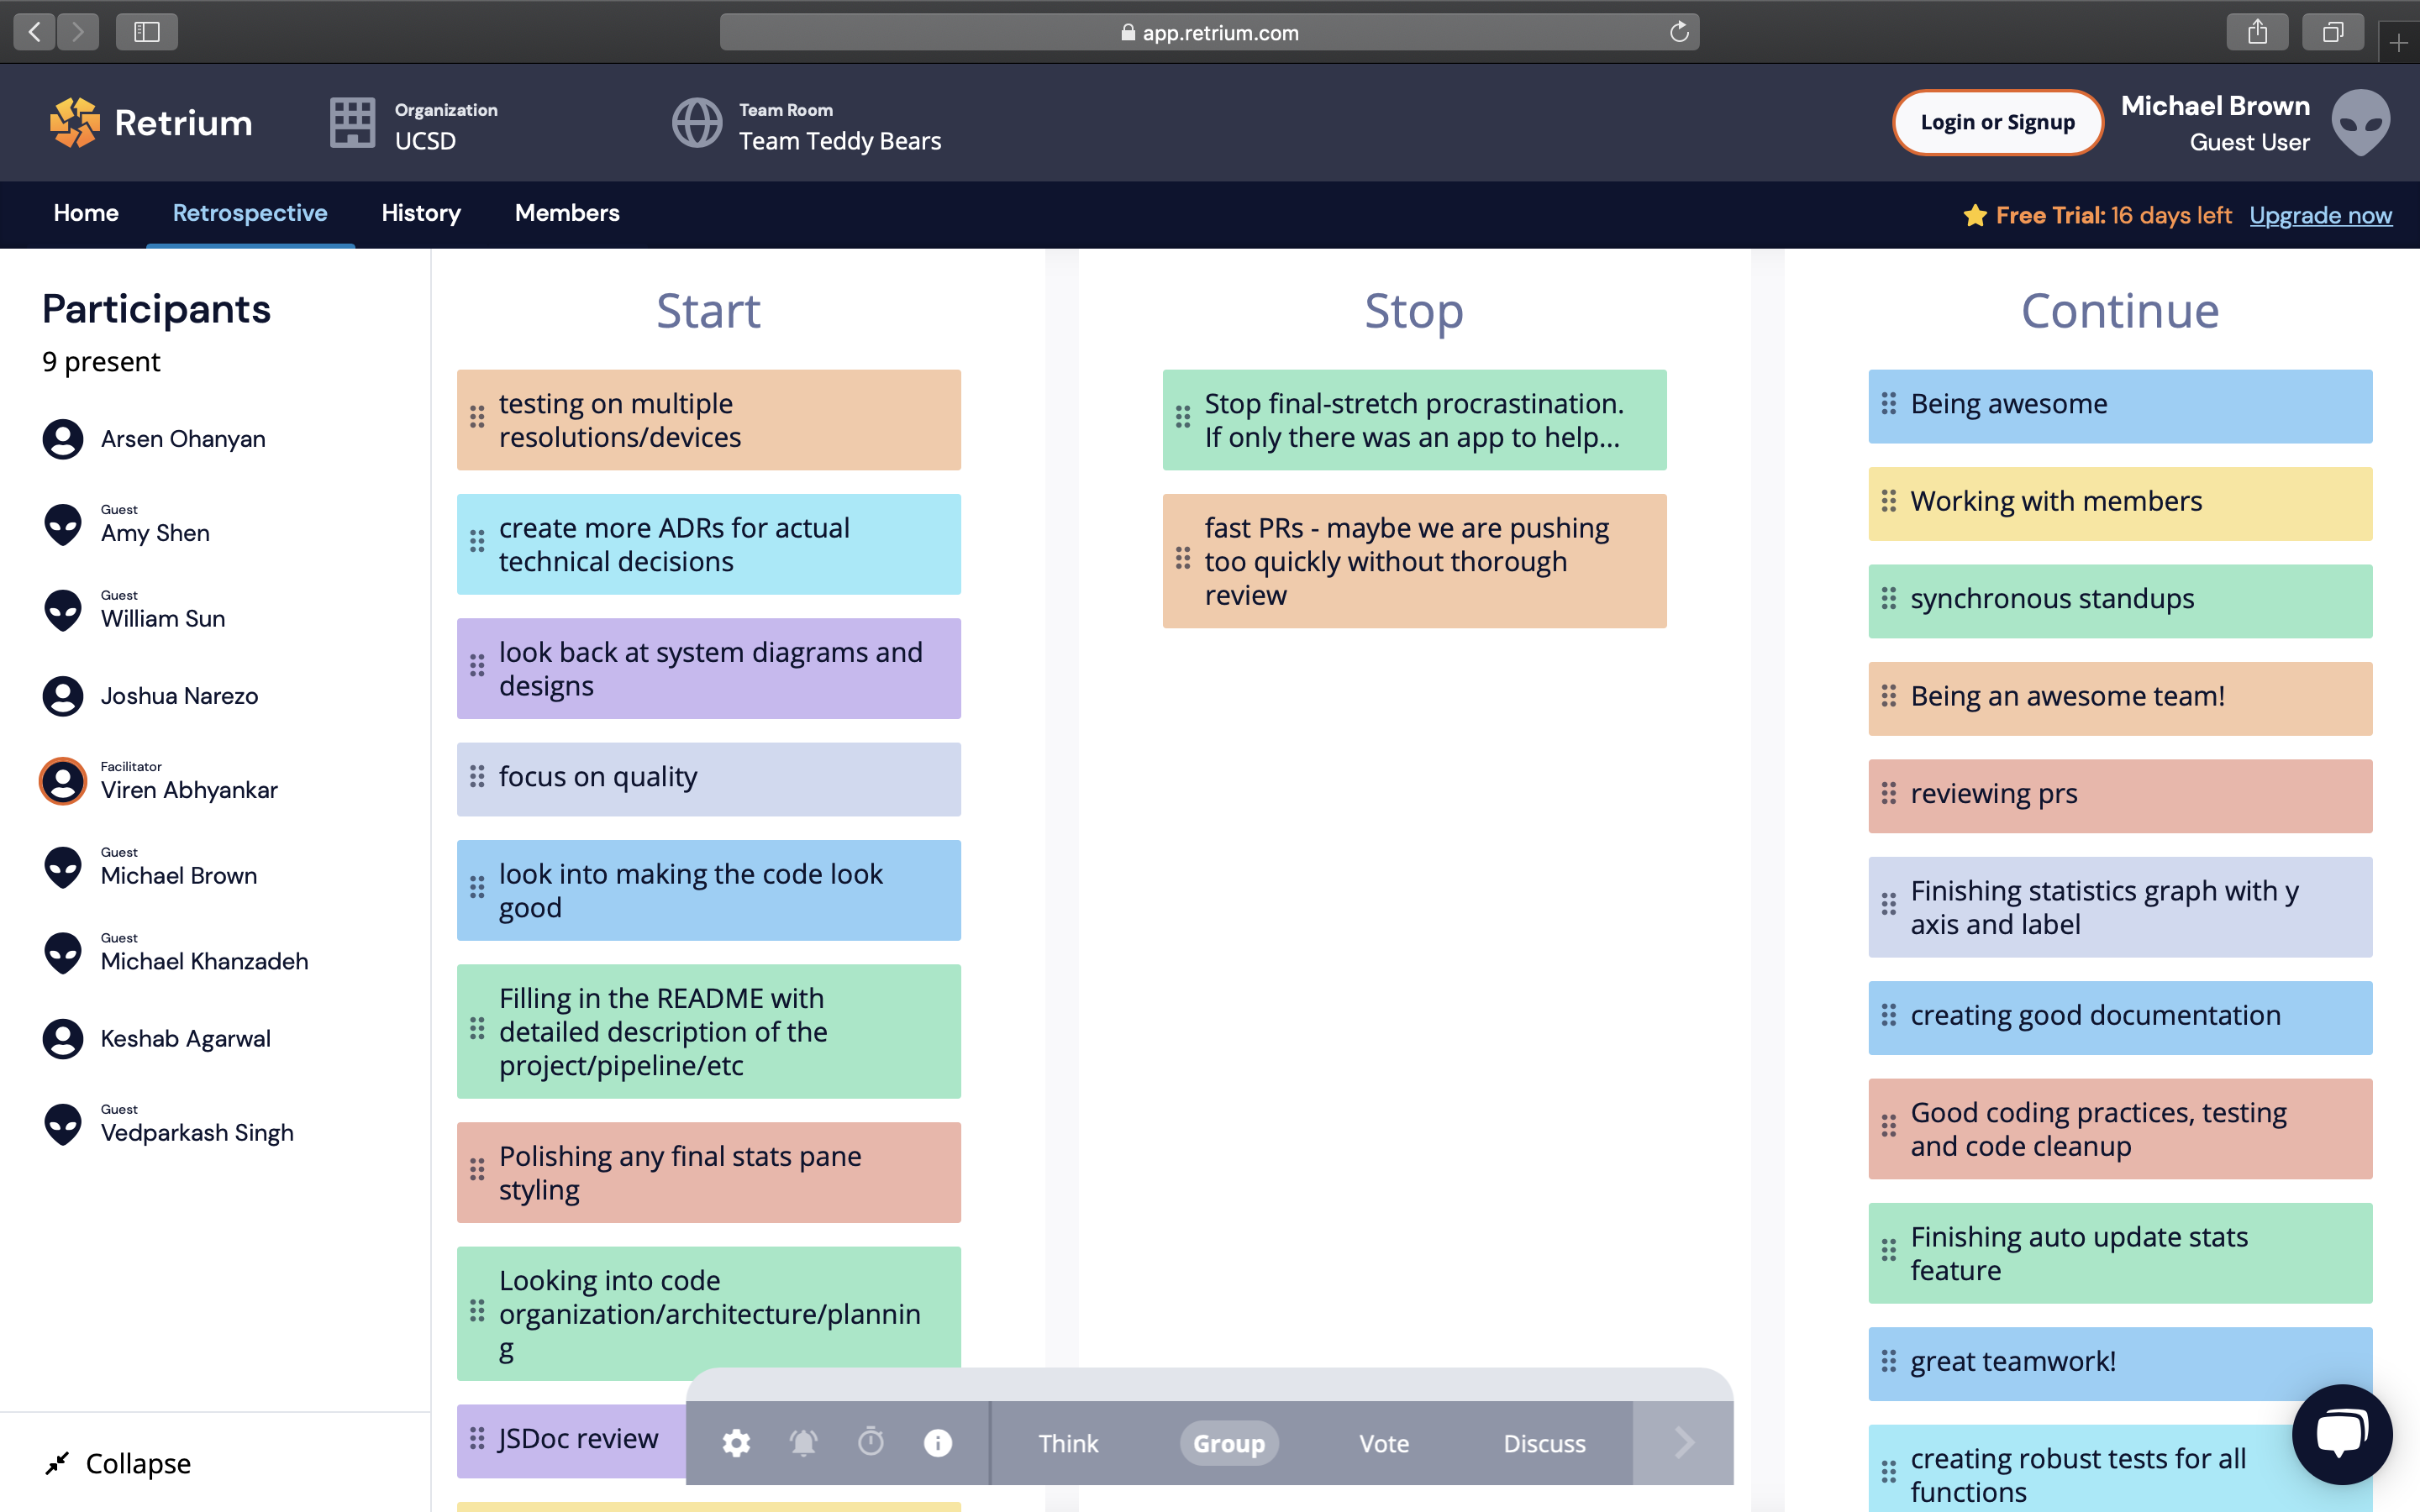 app.retrium.com
Retrium
Organization
UCSD
Team Room
Team Teddy Bears
Login or Signup
Michael Brown
Guest User
Home
Retrospective
History
Members
Free Trial: 16 days left
Upgrade now
Participants
9 present
Arsen Ohanyan
Guest
Amy Shen
Guest
William Sun
Joshua Narezo
Facilitator
Viren Abhyankar
Guest
Michael Brown
Guest
Michael Khanzadeh
Keshab Agarwal
Guest
Vedparkash Singh
Collapse
Start
testing on multiple
resolutions/devices
create more ADRs for actual
technical decisions
look back at system diagrams and
designs
focus on quality
look into making the code look
good
Filling in the README with
detailed description of the
project/pipeline/etc
Polishing any final stats pane
styling
Looking into code
organization/architecture/plannin
g
JSDoc review
Stop
Stop final-stretch procrastination.
If only there was an app to help...
fast PRs - maybe we are pushing
too quickly without thorough
review
Continue
Being awesome
Working with members
synchronous standups
Being an awesome team!
reviewing prs
Finishing statistics graph with y
axis and label
creating good documentation
Good coding practices, testing
and code cleanup
Finishing auto update stats
feature
great teamwork!
creating robust tests for all
functions
Think
Group
Vote
Discuss